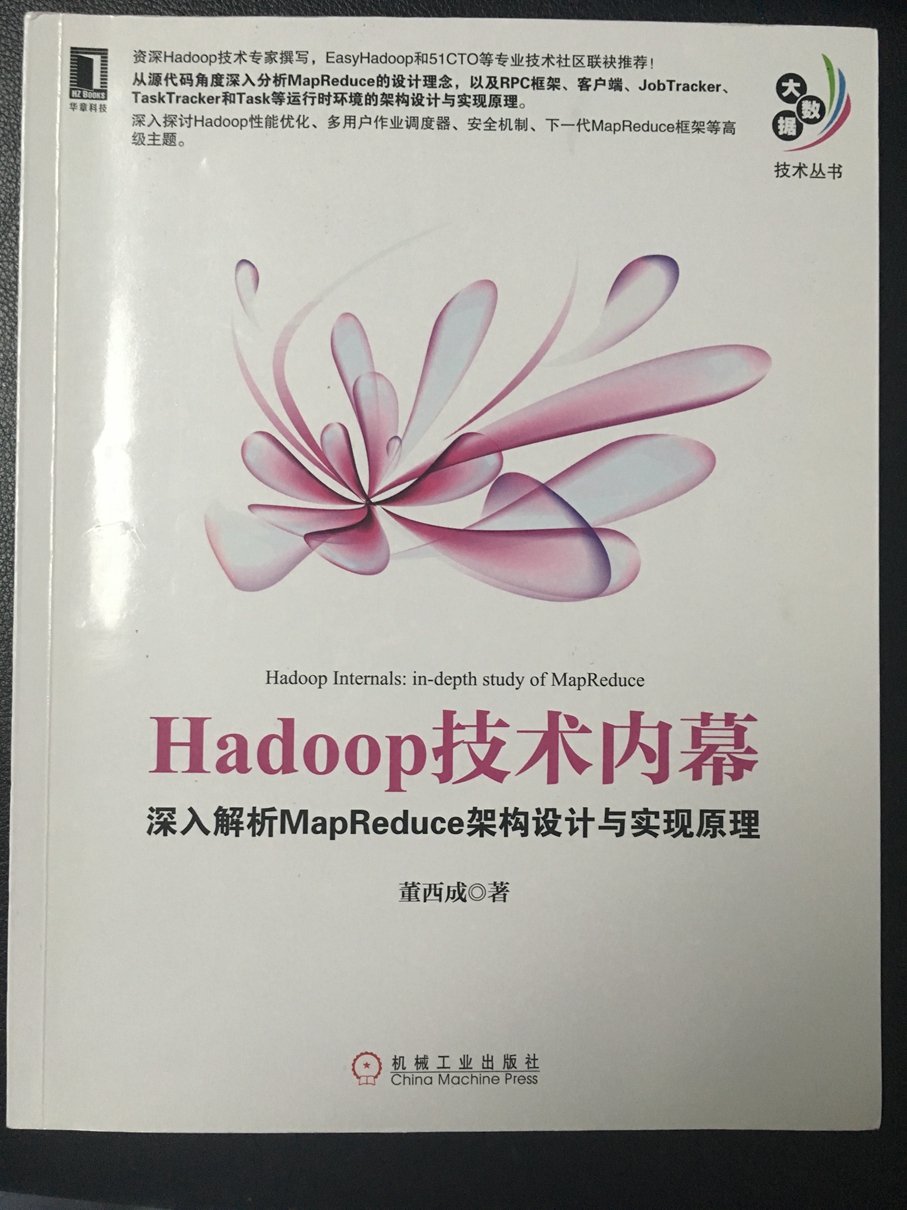 资深Hadoop技术专家撰写，EasyHadoop和51CTO等专业技术社区联袂推荐！
从源代码角度深入分析MapReduce的设计理念，以及RPC框架、客户端、JobTracker、
TaskTracker和Task等运行时环境的架构设计与实现原理。
深入探讨Hadoop性能优化、多用户作业调度器、安全机制、下一代MapReduce框架等高
级主题。
HZ BOOKS
华章科技
大
数
据
技术丛书
Hadoop Internals: in-depth study of MapReduce
Hadoop技术内幕
深入解析MapReduce架构设计与实现原理
董西成◎著
机械工业出版社
China Machine Press